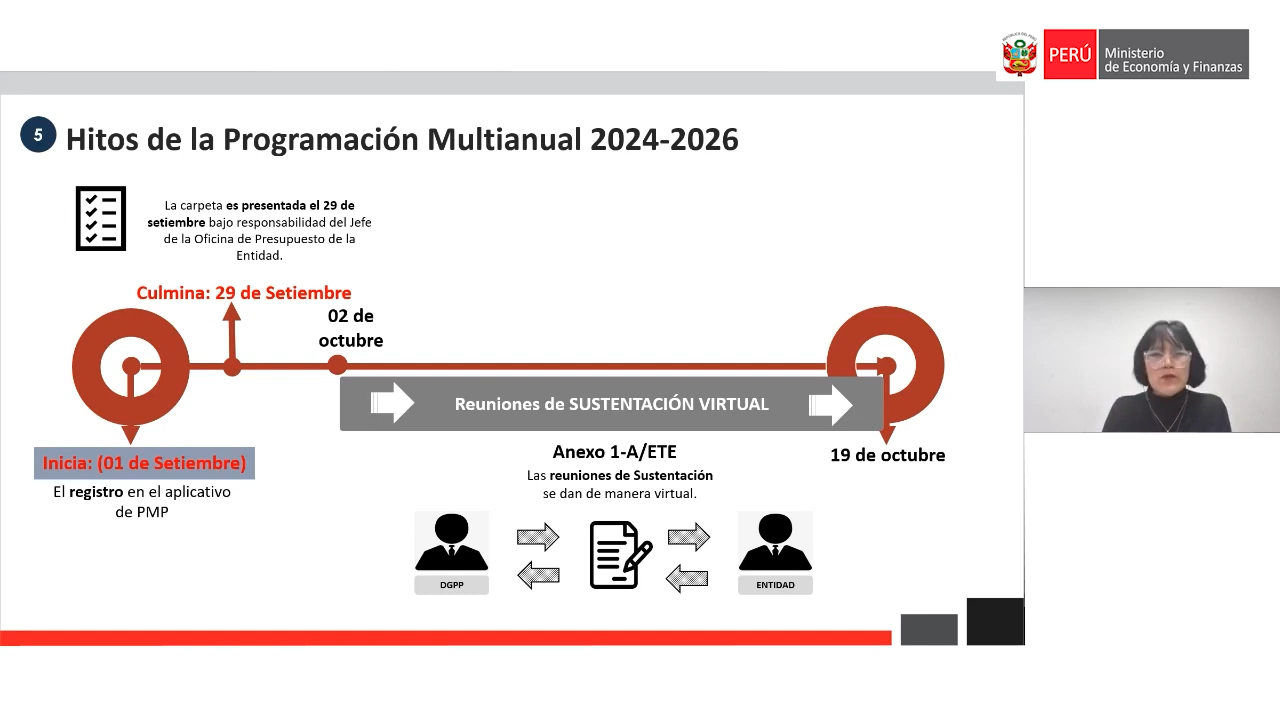 REPÚBLICA DEL PERÚ
PERÚ
Ministerio
de Economía y Finanzas
5
Hitos de la Programación Multianual 2024-2026
La carpeta es presentada el 29 de
setiembre bajo responsabilidad del Jefe
de la Oficina de Presupuesto de la
Entidad.
Culmina: 29 de Setiembre
02 de
octubre
Reuniones de SUSTENTACIÓN VIRTUAL
Inicia: (01 de Setiembre)
El registro en el aplicativo
de PMP
Anexo 1-A/ETE
Las reuniones de Sustentación
se dan de manera virtual.
19 de octubre
DGPP
ENTIDAD